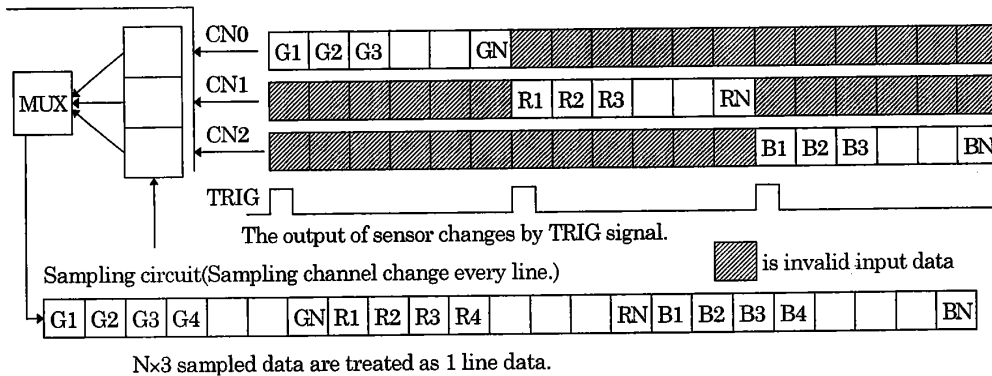 CN0 G1 G2 G3 GN
MUX CN1 R1 R2 R3 RN
CN2 B1 B2 B3 BN
TRIG
The output of sensor changes by TRIG signal.
Sampling circuit(Sampling channel change every line.) is invalid input data
G1 G2 G3 G4 GN R1 R2 R3 R4 RN B1 B2 B3 B4 BN
N×3 sampled data are treated as 1 line data.